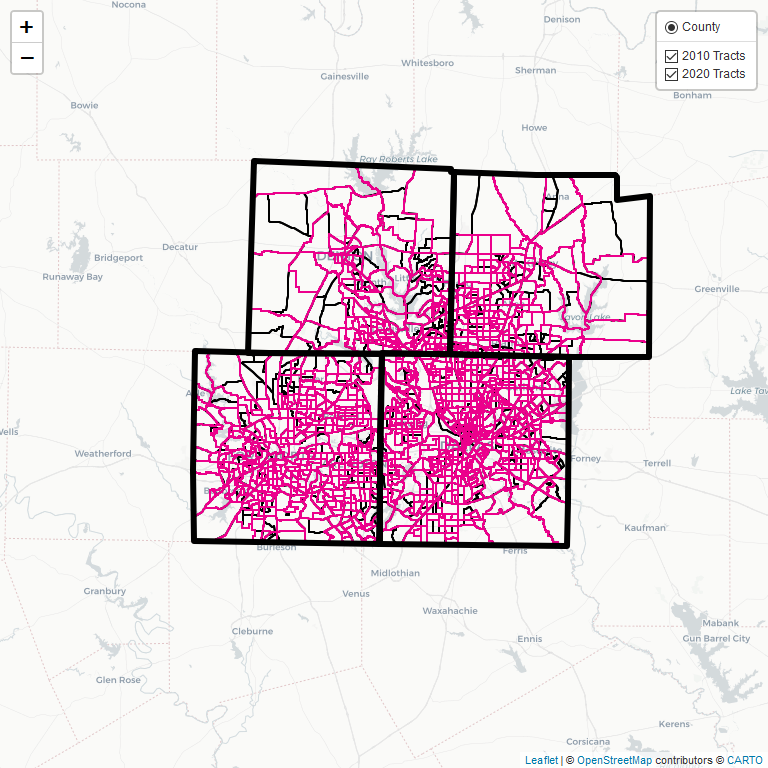 Nocona
Denison
+
−
County
2010 Tracts
2020 Tracts
Whitesboro
Gainesville
Sherman
Bonham
Bowie
Howe
Ray Roberts Lake
Anna
Decatur
Bridgeport
Runaway Bay
Greenville
Weatherford
Forney
Terrell
Kaufman
Burleson
Ferris
Midlothian
Granbury
Venus
Waxahachie
Mabank
Cleburne
Ennis
Gun Barrel City
Glen Rose
Kerens
Corsicana
Leaflet | © OpenStreetMap contributors © CARTO